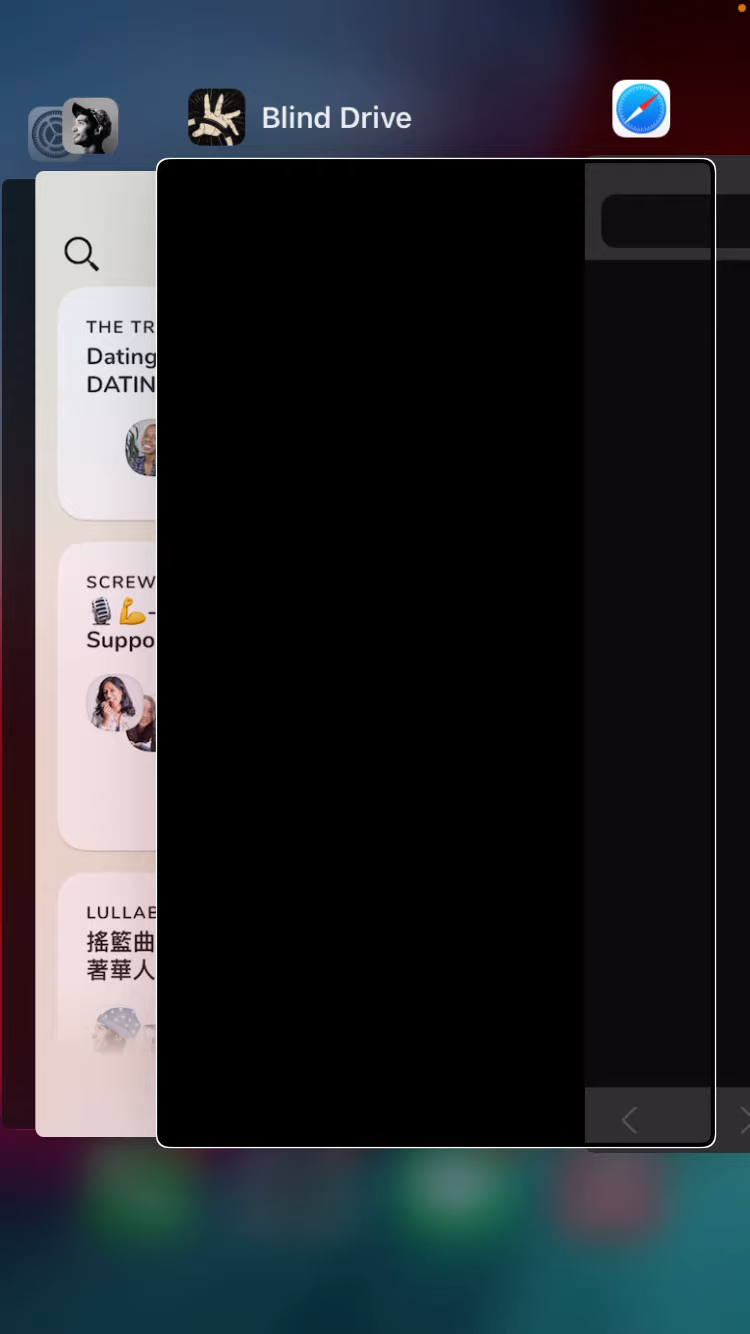 Blind Drive
THE TR
Dating
DATIN
SCREW
🎙️💪-
Suppo
LULLAB
搖籃曲
著華人